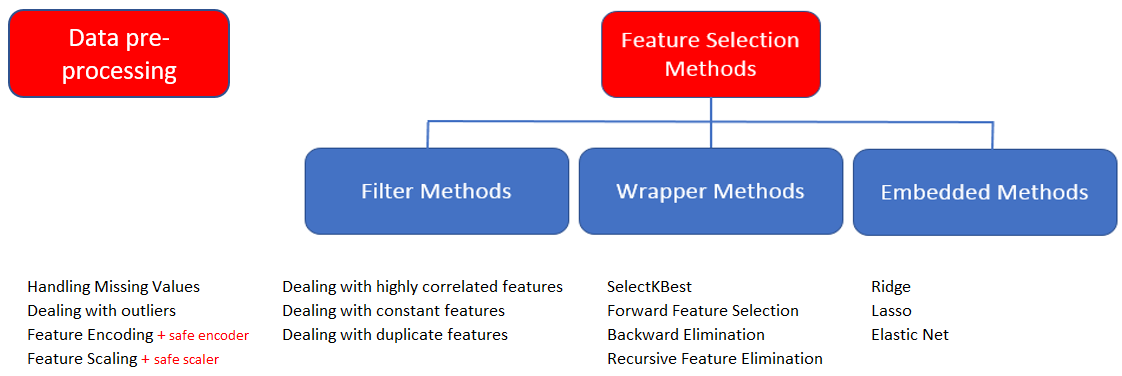 Data pre-
processing
Feature Selection
Methods
Filter Methods
Wrapper Methods
Embedded Methods
Handling Missing Values
Dealing with outliers
Feature Encoding + safe encoder
Feature Scaling + safe scaler
Dealing with highly correlated features
Dealing with constant features
Dealing with duplicate features
SelectKBest
Forward Feature Selection
Backward Elimination
Recursive Feature Elimination
Ridge
Lasso
Elastic Net